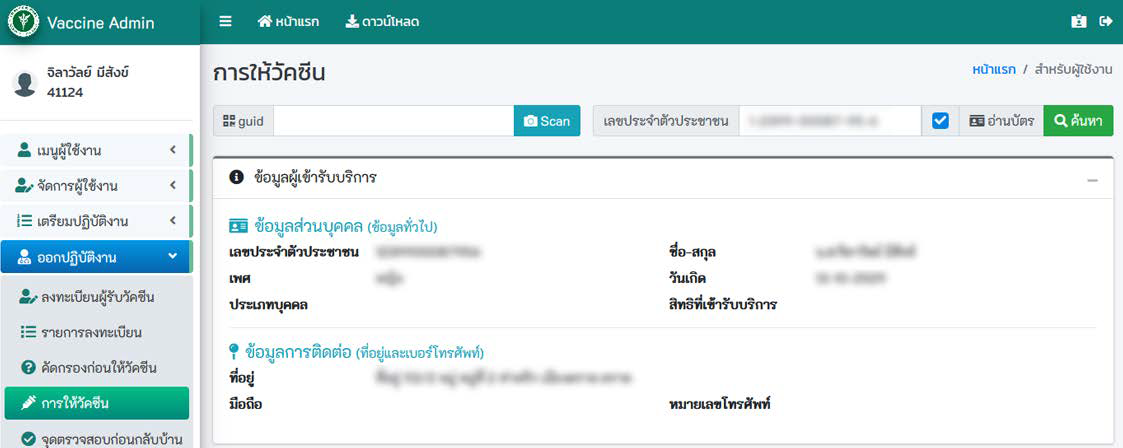 Vaccine Admin
หน้าแรก ดาวน์โหลด
จิลาวัลย์ มีสังข์
41124
เมนูผู้ใช้งาน
จัดการผู้ใช้งาน
เตรียมปฏิบัติงาน
ออกปฏิบัติงาน
ลงทะเบียนผู้รับวัคซีน
รายการลงทะเบียน
คัดกรองก่อนให้วัคซีน
การให้วัคซีน
จุดตรวจสอบก่อนกลับบ้าน
การให้วัคซีน
หน้าแรก / สำหรับผู้ใช้งาน
guid Scan เลขประจำตัวประชาชน อ่านบัตร ค้นหา
ข้อมูลผู้เข้ารับบริการ
ข้อมูลส่วนบุคคล (ข้อมูลทั่วไป)
เลขประจำตัวประชาชน ชื่อ-สกุล
เพศ วันเกิด
ประเภทบุคคล สิทธิที่เข้ารับบริการ
ข้อมูลการติดต่อ (ที่อยู่และเบอร์โทรศัพท์)
ที่อยู่
มือถือ หมายเลขโทรศัพท์